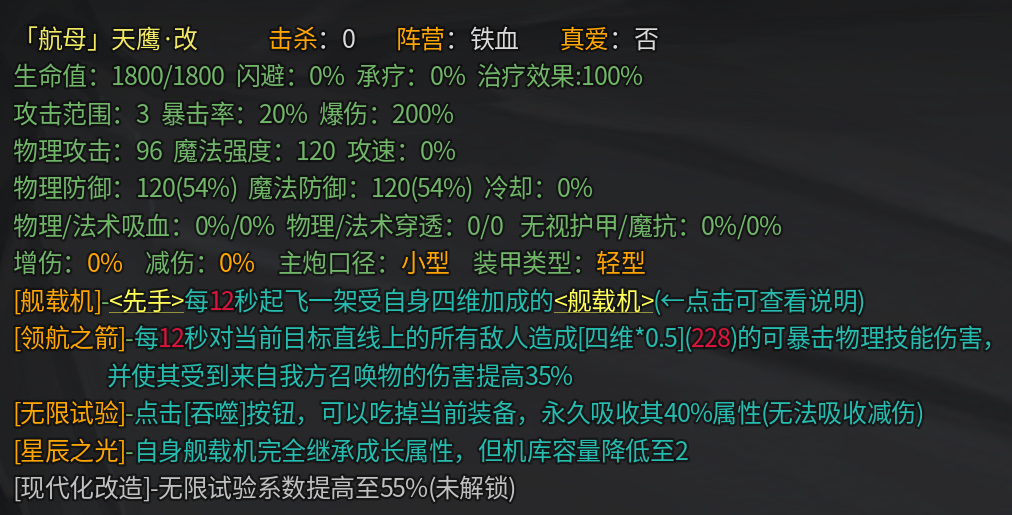 「航母」天鹰·改 击杀：0 阵营：铁血 真爱：否
生命值：1800/1800 闪避：0% 承疗：0% 治疗效果:100%
攻击范围：3 暴击率：20% 爆伤：200%
物理攻击：96 魔法强度：120 攻速：0%
物理防御：120(54%) 魔法防御：120(54%) 冷却：0%
物理/法术吸血：0%/0% 物理/法术穿透：0/0 无视护甲/魔抗：0%/0%
增伤：0% 减伤：0% 主炮口径：小型 装甲类型：轻型
[舰载机]-<先手>每12秒起飞一架受自身四维加成的<舰载机>(←点击可查看说明)
[领航之箭]-每12秒对当前目标直线上的所有敌人造成[四维*0.5](228)的可暴击物理技能伤害，
并使其受到来自我方召唤物的伤害提高35%
[无限试验]-点击[吞噬]按钮，可以吃掉当前装备，永久吸收其40%属性(无法吸收减伤)
[星辰之光]-自身舰载机完全继承成长属性，但机库容量降低至2
[现代化改造]-无限试验系数提高至55%(未解锁)